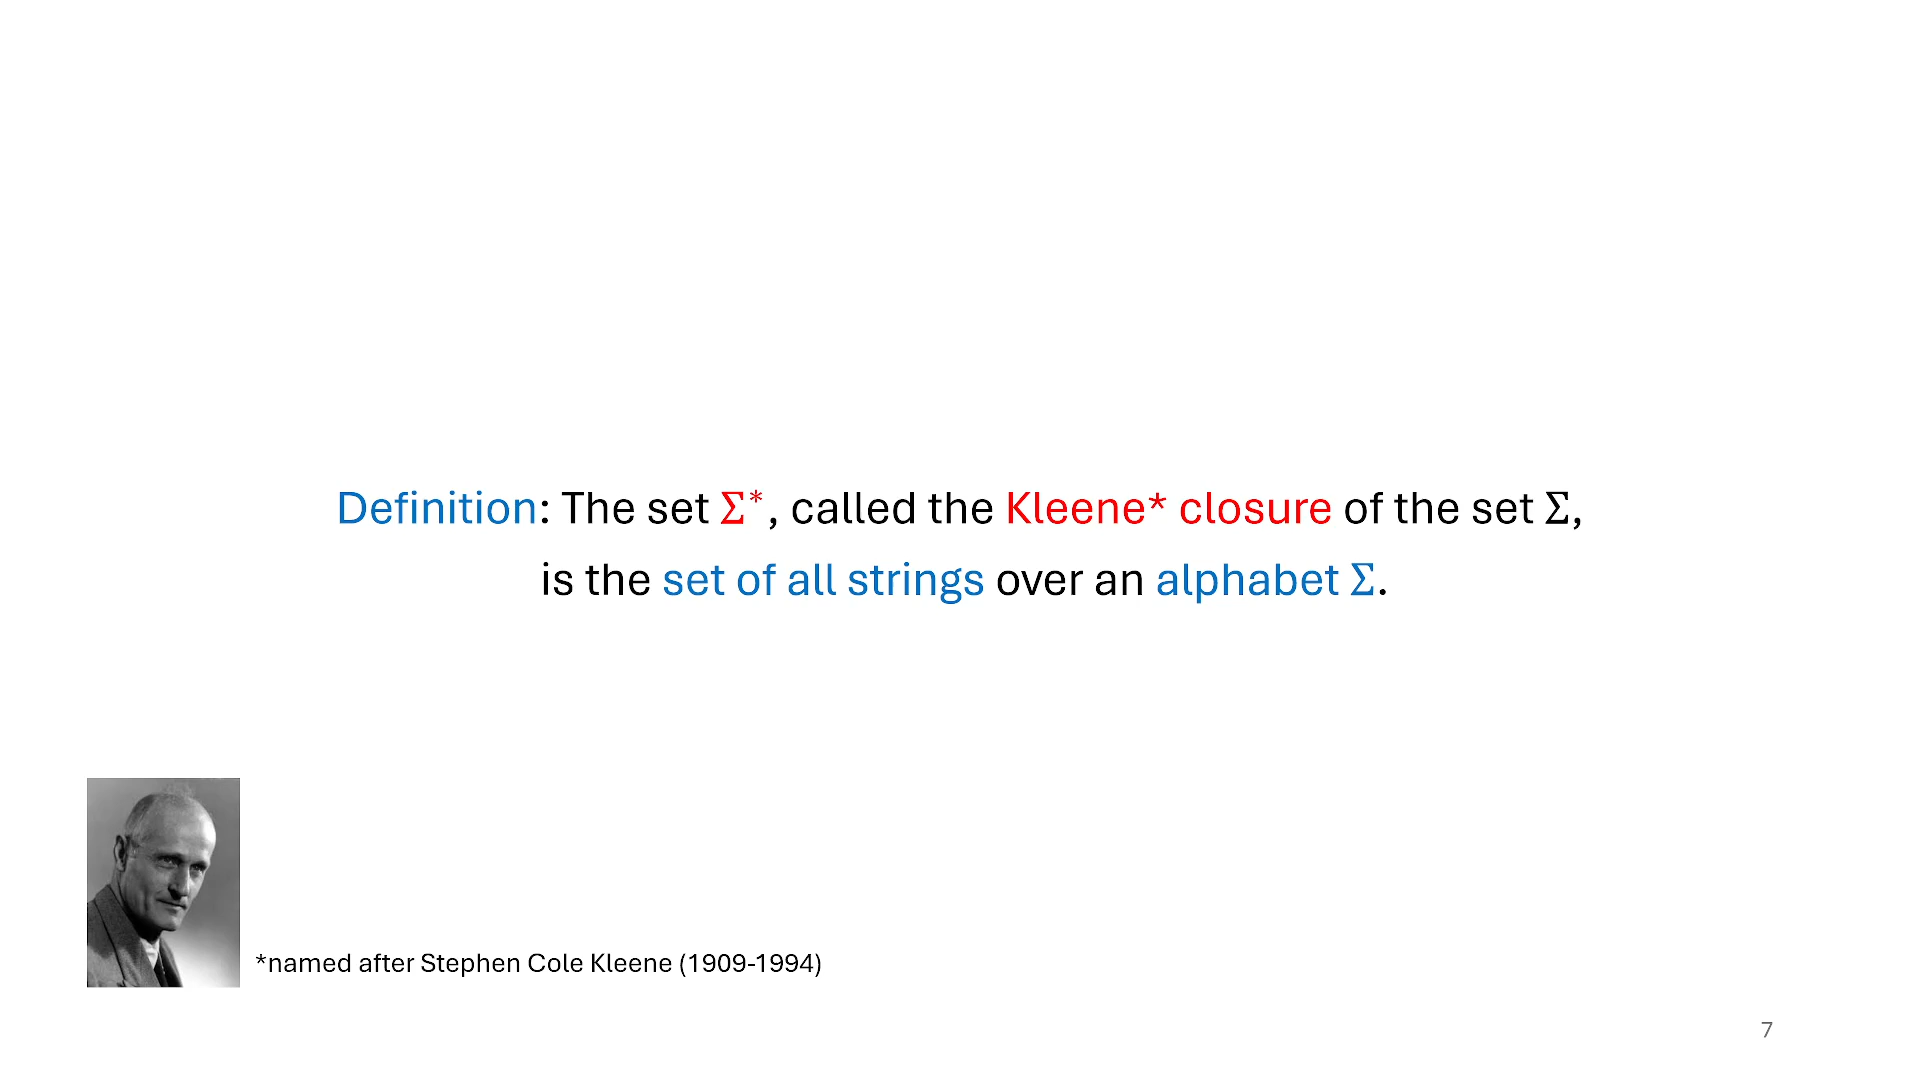 Definition: The set Σ*, called the Kleene* closure of the set Σ,
is the set of all strings over an alphabet Σ.
*named after Stephen Cole Kleene (1909-1994)
7